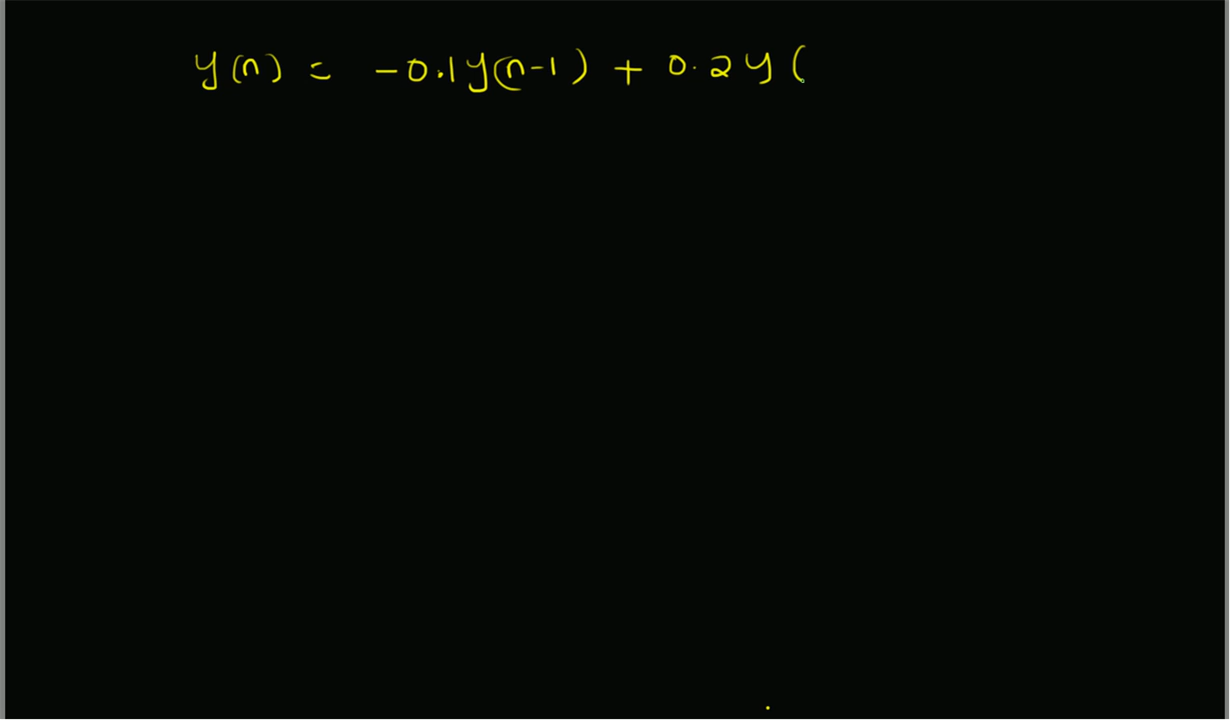 y(n) = -0.1y(n-1) + 0.2y(